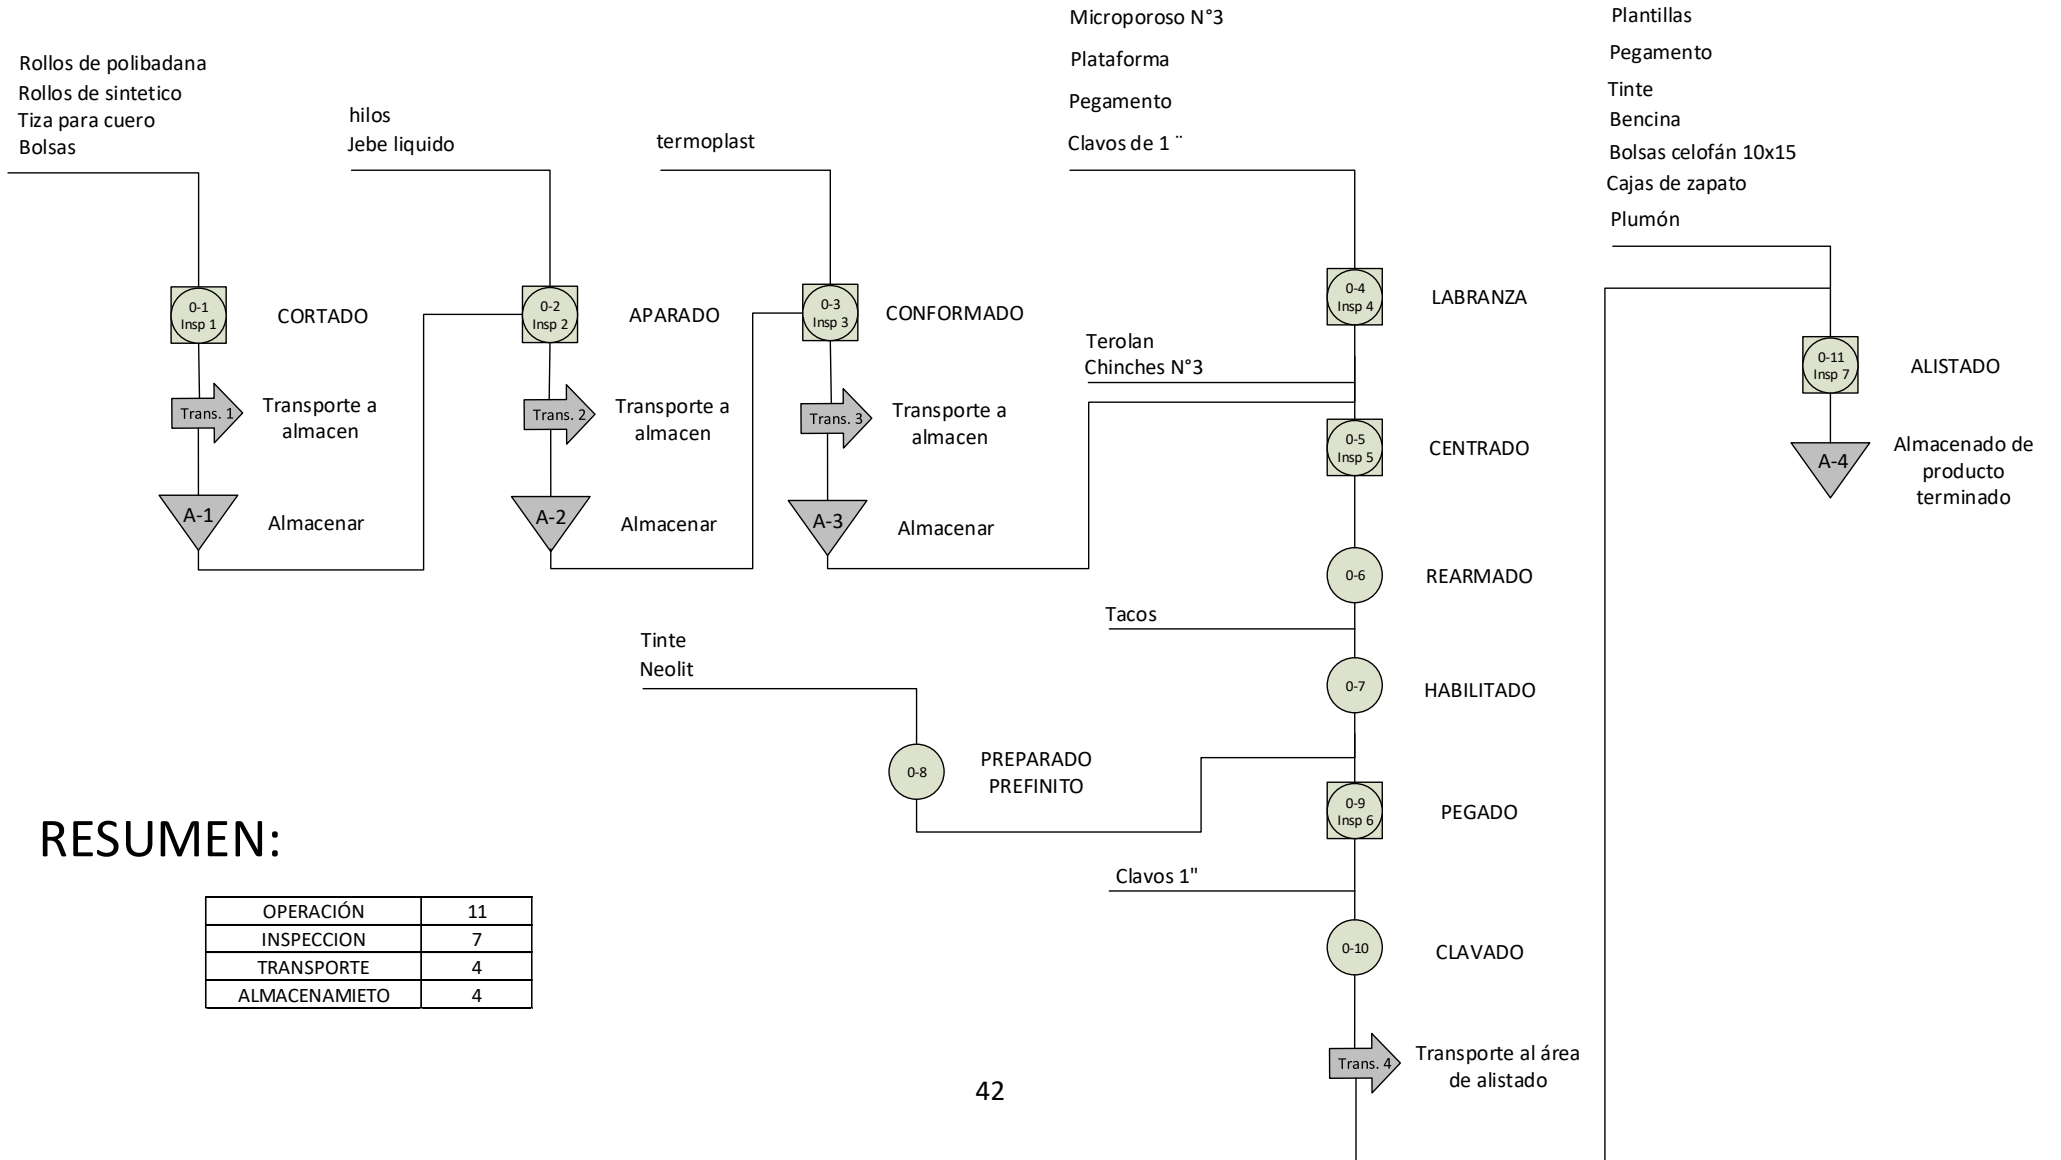 Rollos de polibadana
Rollos de sintetico
Tiza para cuero
Bolsas
hilos
Jebe liquido
termoplast
Microporoso N°3
Plataforma
Pegamento
Clavos de 1 ¨
Plantillas
Pegamento
Tinte
Bencina
Bolsas celofán 10x15
Cajas de zapato
Plumón
0-1
Insp 1
CORTADO
Trans. 1
Transporte a
almacen
A-1
Almacenar
0-2
Insp 2
APARADO
Trans. 2
Transporte a
almacen
A-2
Almacenar
0-3
Insp 3
CONFORMADO
Trans. 3
Transporte a
almacen
A-3
Almacenar
0-4
Insp 4
LABRANZA
Terolan
Chinches N°3
0-5
Insp 5
CENTRADO
0-6
REARMADO
Tacos
0-7
HABILITADO
Tinte
Neolit
0-8
PREPARADO
PREFINITO
0-9
Insp 6
PEGADO
Clavos 1"
0-10
CLAVADO
Trans. 4
Transporte al área
de alistado
0-11
Insp 7
ALISTADO
A-4
Almacenado de
producto
terminado
RESUMEN:
OPERACIÓN 11
INSPECCION 7
TRANSPORTE 4
ALMACENAMIETO 4
42